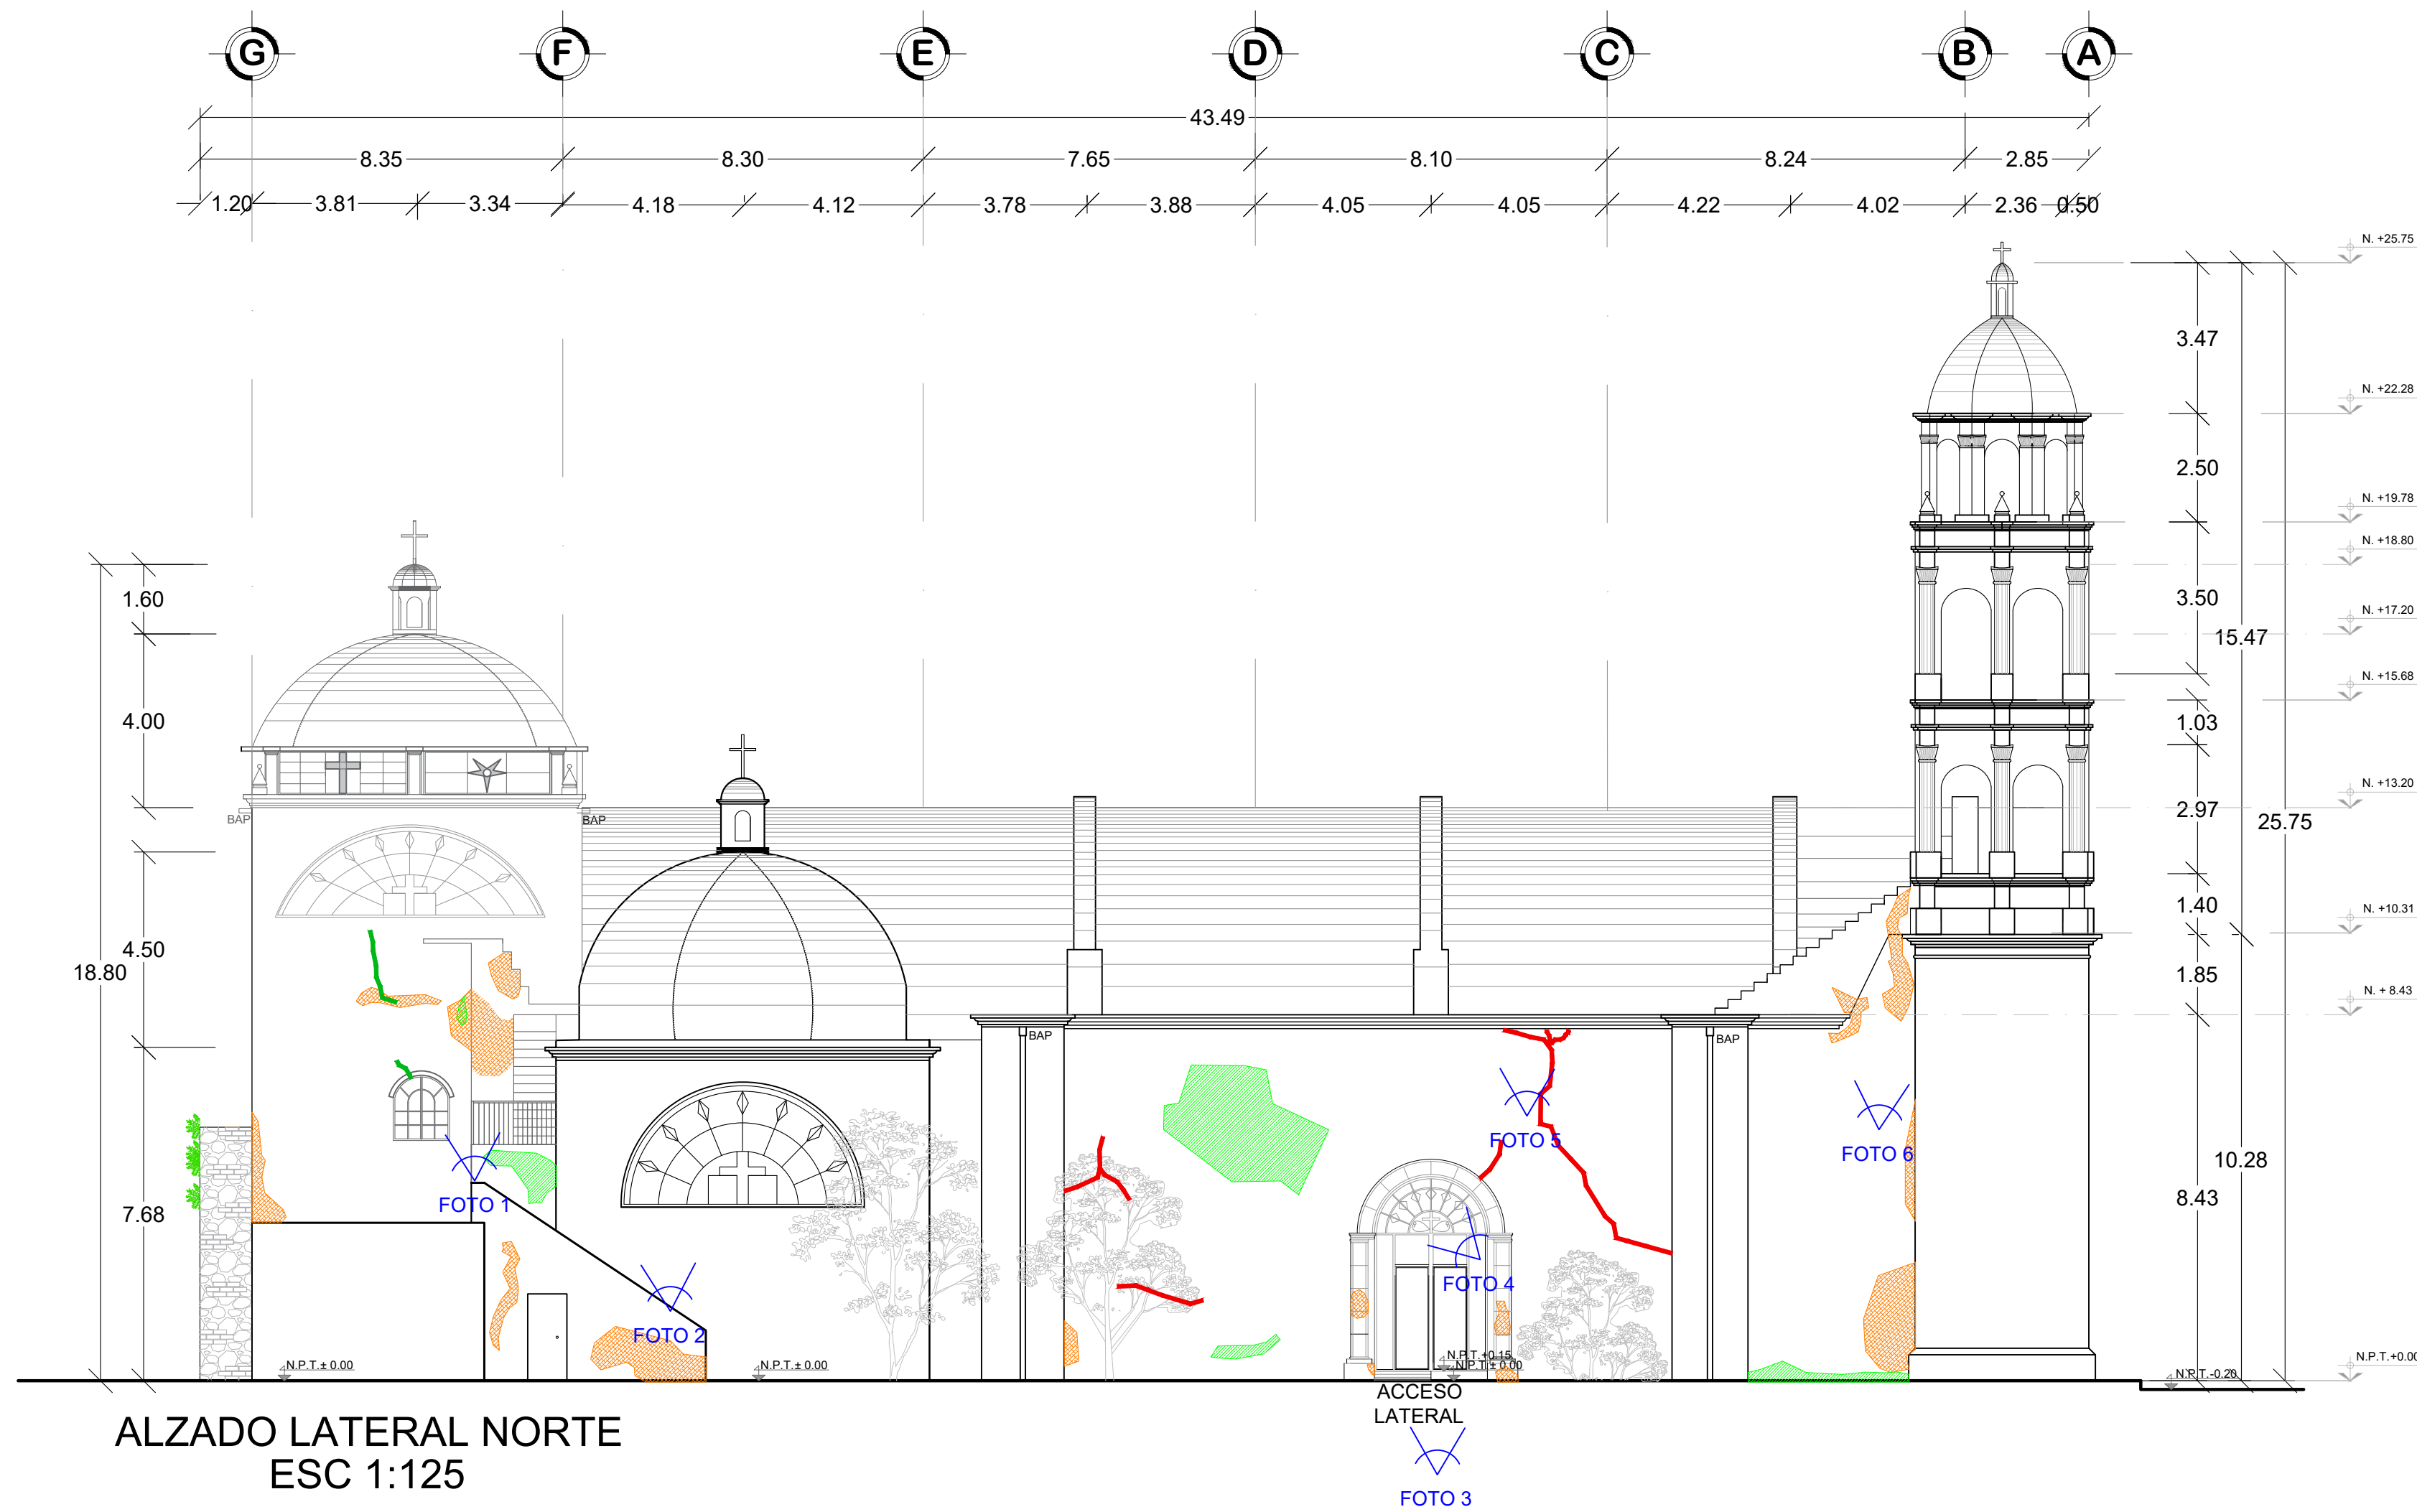 G F E D C B A
43.49
8.35 8.30 7.65 8.10 8.24 2.85
1.20 3.81 3.34 4.18 4.12 3.78 3.88 4.05 4.05 4.22 4.02 2.36 0.50
N. +25.75
3.47
N. +22.28
2.50
N. +19.78
N. +18.80
1.60
3.50
N. +17.20
15.47
N. +15.68
4.00
1.03
N. +13.20
2.97
BAP
BAP
25.75
1.40
N. +10.31
4.50
18.80
1.85
N. + 8.43
BAP
BAP
FOTO 5
FOTO 6
10.28
8.43
FOTO 1
7.68
FOTO 4
FOTO 2
N.P.T.± 0.00
N.P.T.± 0.00
N.P.T.+0.15
N.P.T.± 0.00
N.P.T.+0.00
N.P.T.-0.20
ACCESO
LATERAL
ALZADO LATERAL NORTE
ESC 1:125
FOTO 3